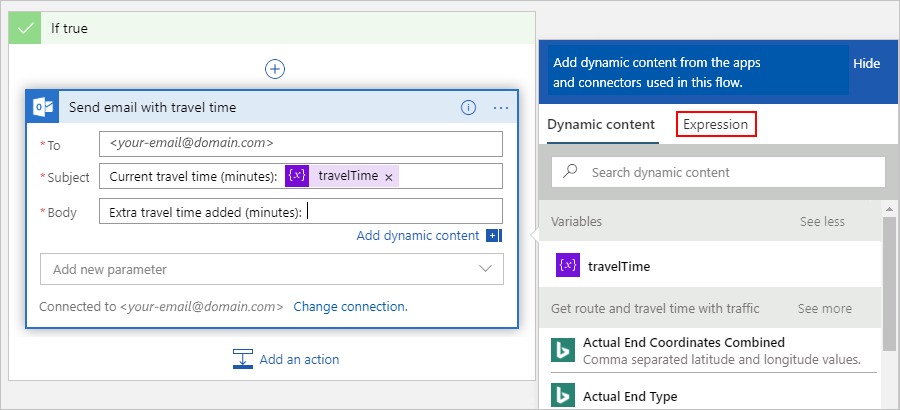 If true
Send email with travel time
* To <your-email@domain.com>
* Subject Current travel time (minutes): {x} travelTime ×
* Body Extra travel time added (minutes):
Add dynamic content
Add new parameter
Connected to <your-email@domain.com> Change connection.
Add an action
Add dynamic content from the apps
and connectors used in this flow.
Hide
Dynamic content Expression
Search dynamic content
Variables See less
{x} travelTime
Get route and travel time with traffic See more
Actual End Coordinates Combined
Comma separated latitude and longitude values.
Actual End Type